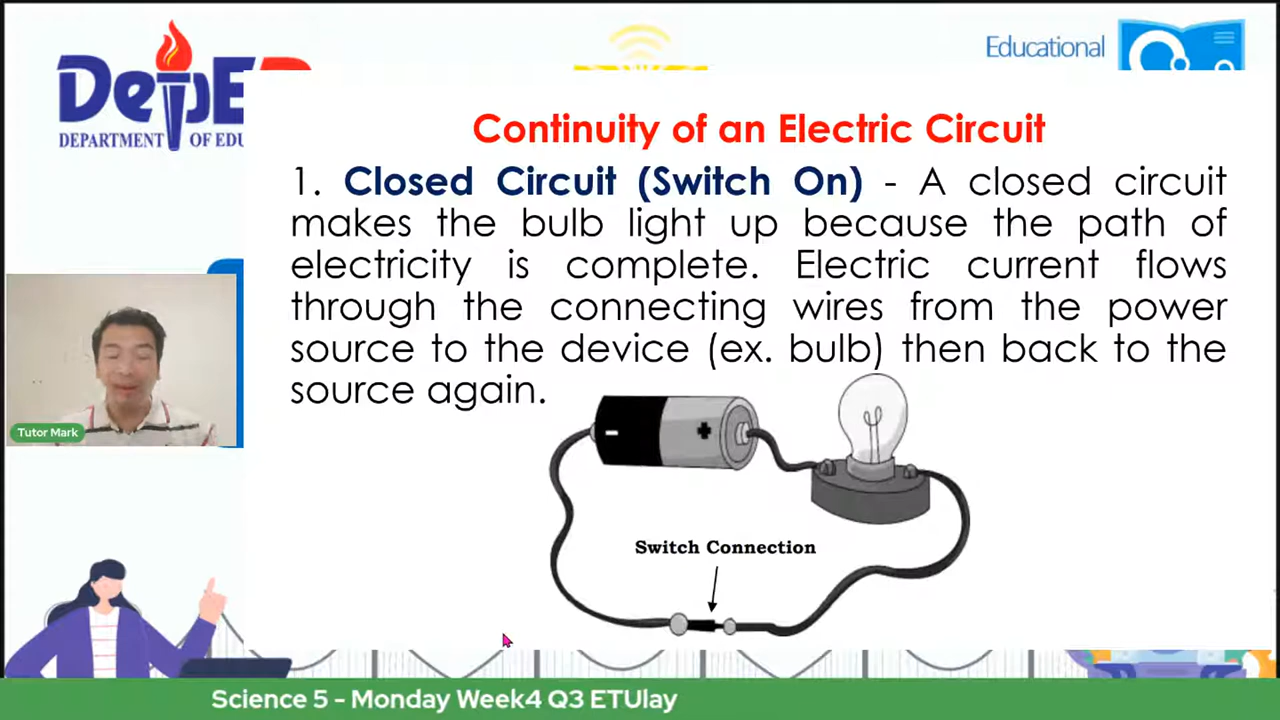 DepE
DEPARTMENT OF EDU
Educational
Continuity of an Electric Circuit
1. Closed Circuit (Switch On) - A closed circuit
makes the bulb light up because the path of
electricity is complete. Electric current flows
through the connecting wires from the power
source to the device (ex. bulb) then back to the
source again.
- +
Switch Connection
Tutor Mark
Science 5 - Monday Week4 Q3 ETUlay